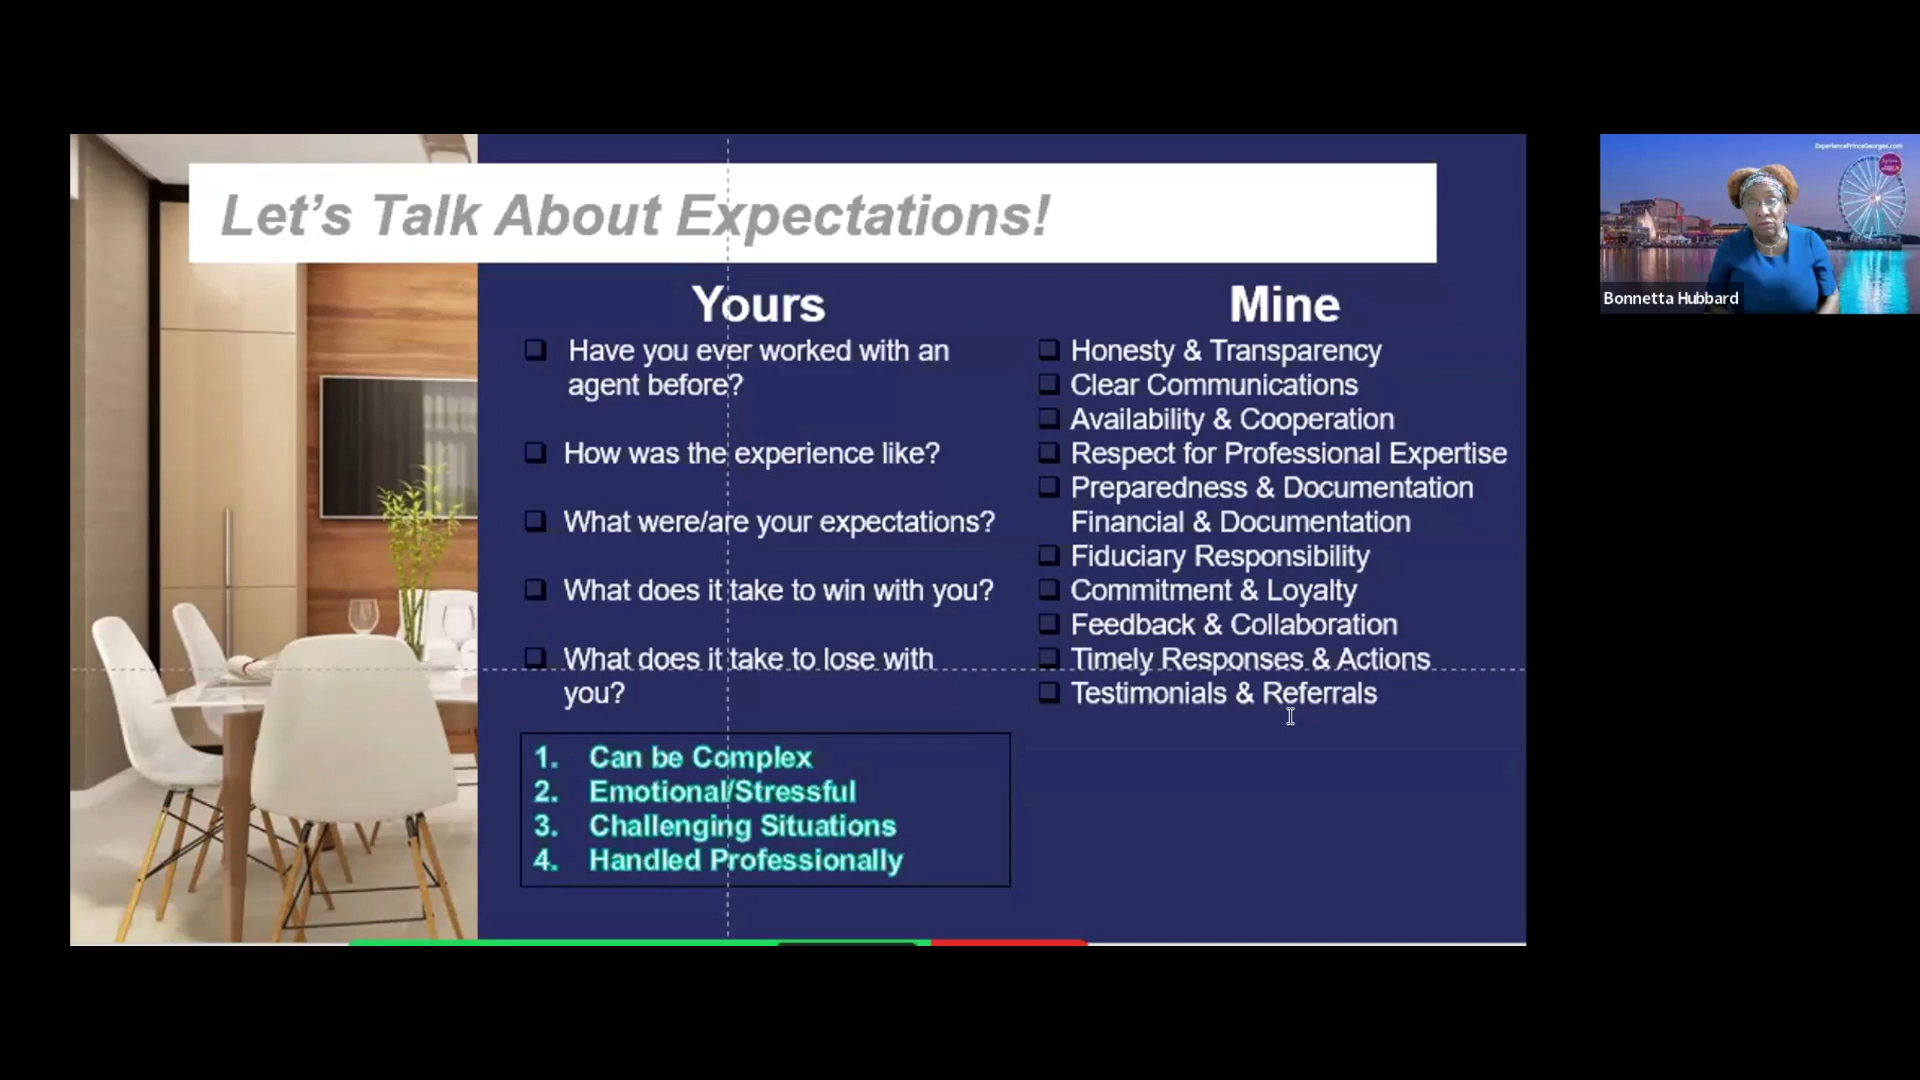 Let's Talk About Expectations!
Yours
❑ Have you ever worked with an
agent before?
❑ How was the experience like?
❑ What were/are your expectations?
❑ What does it take to win with you?
❑ What does it take to lose with
you?
1. Can be Complex
2. Emotional/Stressful
3. Challenging Situations
4. Handled Professionally
Mine
❑ Honesty & Transparency
❑ Clear Communications
❑ Availability & Cooperation
❑ Respect for Professional Expertise
❑ Preparedness & Documentation
Financial & Documentation
❑ Fiduciary Responsibility
❑ Commitment & Loyalty
❑ Feedback & Collaboration
❑ Timely Responses & Actions
❑ Testimonials & Referrals
ExperiencePrinceGeorges.com
Bonnetta Hubbard